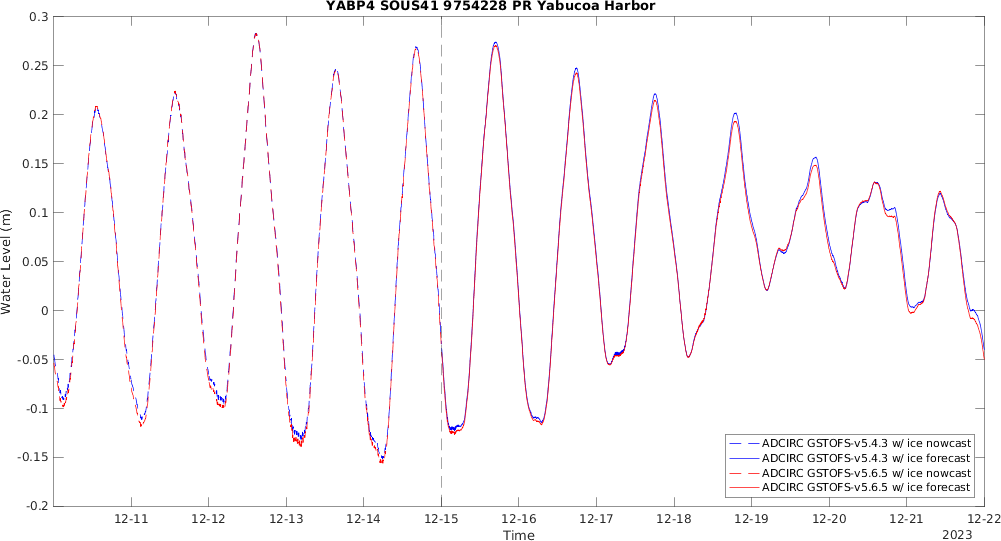 YABP4 SOUS41 9754228 PR Yabucoa Harbor
0.3
0.25
0.2
0.15
0.1
0.05
0
-0.05
-0.1
-0.15
-0.2
Water Level (m)
ADCIRC GSTOFS-v5.4.3 w/ ice nowcast
ADCIRC GSTOFS-v5.4.3 w/ ice forecast
ADCIRC GSTOFS-v5.6.5 w/ ice nowcast
ADCIRC GSTOFS-v5.6.5 w/ ice forecast
12-11 12-12 12-13 12-14 12-15 12-16 12-17 12-18 12-19 12-20 12-21 12-22
Time
2023